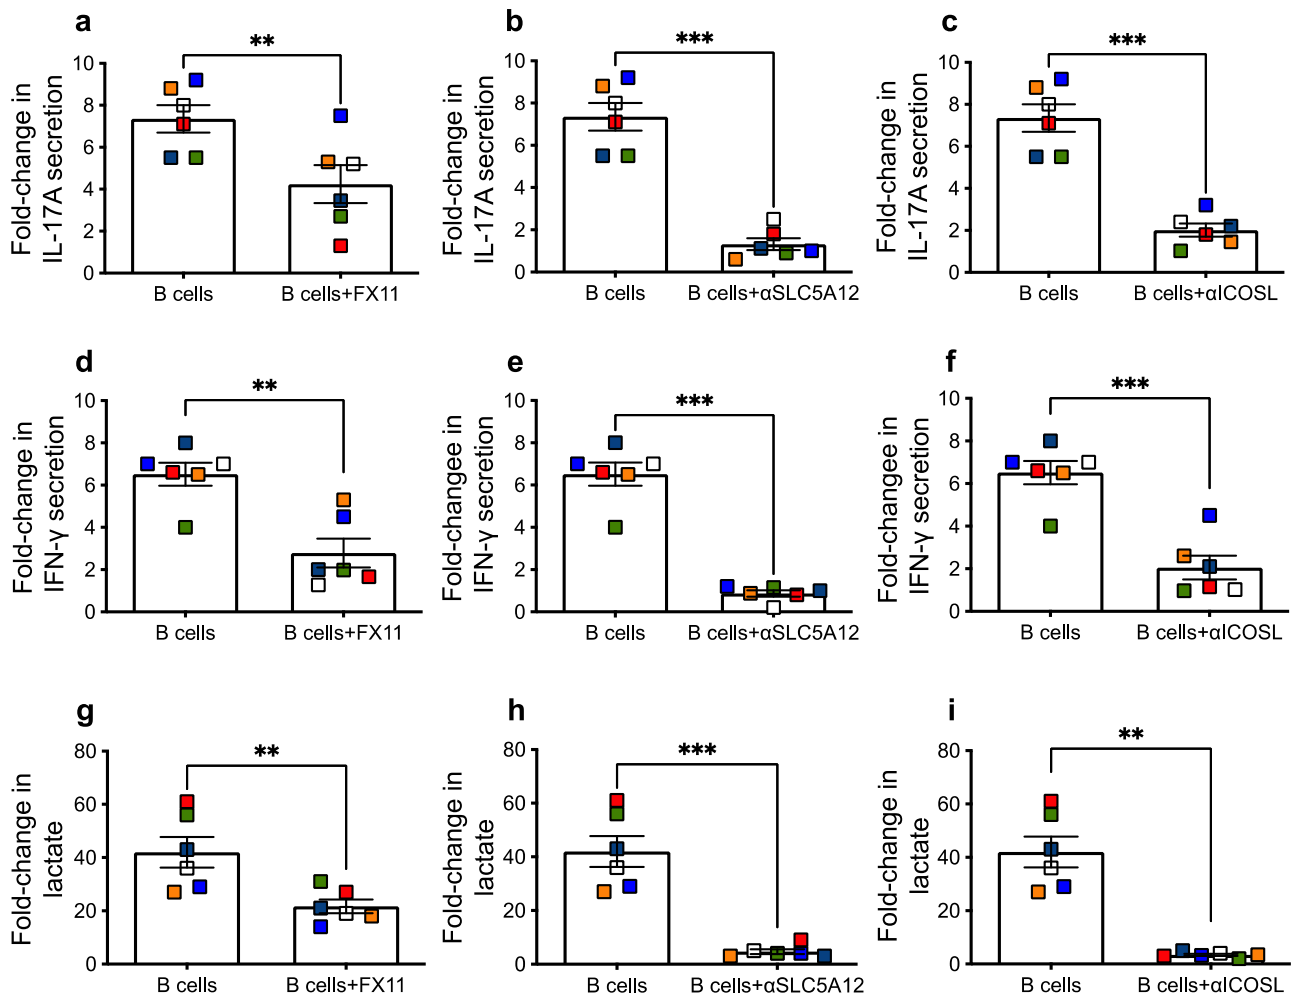 a
**
Fold-change in
IL-17A secretion
10
8
6
4
2
0
B cells
B cells+FX11
b
***
Fold-change in
IL-17A secretion
10
8
6
4
2
0
B cells
B cells+αSLC5A12
c
***
Fold-change in
IL-17A secretion
10
8
6
4
2
0
B cells
B cells+αICOSL
d
**
Fold-change in
IFN-γ secretion
10
8
6
4
2
0
B cells
B cells+FX11
e
***
Fold-changee in
IFN-γ secretion
10
8
6
4
2
0
B cells
B cells+αSLC5A12
f
***
Fold-changee in
IFN-γ secretion
10
8
6
4
2
0
B cells
B cells+αICOSL
g
**
Fold-change in
lactate
80
60
40
20
0
B cells
B cells+FX11
h
***
Fold-change in
lactate
80
60
40
20
0
B cells
B cells+αSLC5A12
i
**
Fold-change in
lactate
80
60
40
20
0
B cells
B cells+αICOSL